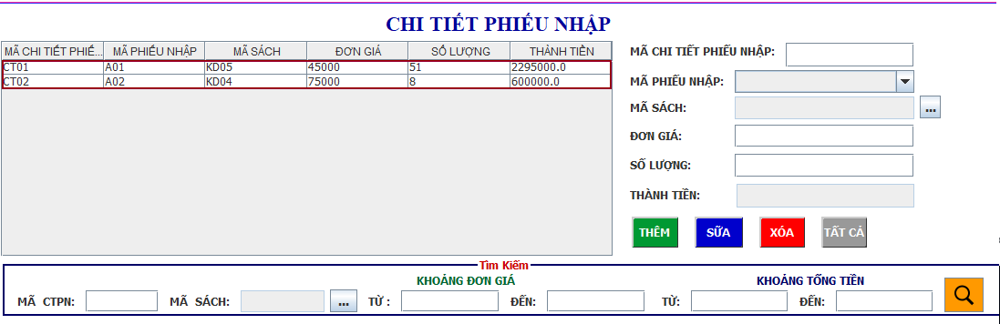 CHI TIẾT PHIẾU NHẬP
MÃ CHI TIẾT PHIẾ... MÃ PHIẾU NHẬP MÃ SÁCH ĐƠN GIÁ SỐ LƯỢNG THÀNH TIỀN
CT01 A01 KD05 45000 51 2295000.0
CT02 A02 KD04 75000 8 600000.0
MÃ CHI TIẾT PHIẾU NHẬP:
MÃ PHIẾU NHẬP:
MÃ SÁCH: ...
ĐƠN GIÁ:
SỐ LƯỢNG:
THÀNH TIỀN:
THÊM SỮA XÓA TẤT CẢ
Tìm Kiếm
KHOẢNG ĐƠN GIÁ KHOẢNG TỔNG TIỀN
MÃ CTPN: MÃ SÁCH: ... TỪ : ĐẾN: TỪ: ĐẾN: